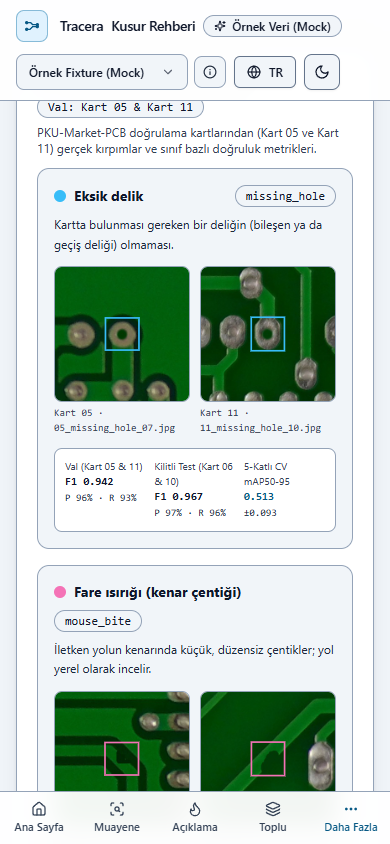 Tracera Kusur Rehberi Örnek Veri (Mock)
Örnek Fixture (Mock) TR
Val: Kart 05 & Kart 11
PKU-Market-PCB doğrulama kartlarından (Kart 05 ve Kart
11) gerçek kırpımlar ve sınıf bazlı doğruluk metrikleri.
Eksik delik missing_hole
Kartta bulunması gereken bir deliğin (bileşen ya da
geçiş deliği) olmaması.
Kart 05 ·
05_missing_hole_07.jpg
Kart 11 ·
11_missing_hole_10.jpg
Val (Kart 05 & 11)
F1 0.942
P 96% · R 93%
Kilitli Test (Kart 06
& 10)
F1 0.967
P 97% · R 96%
5-Katlı CV
mAP50-95
0.513
±0.093
Fare ısırığı (kenar çentiği)
mouse_bite
İletken yolun kenarında küçük, düzensiz çentikler; yol
yerel olarak incelir.
Ana Sayfa Muayene Açıklama Toplu Daha Fazla